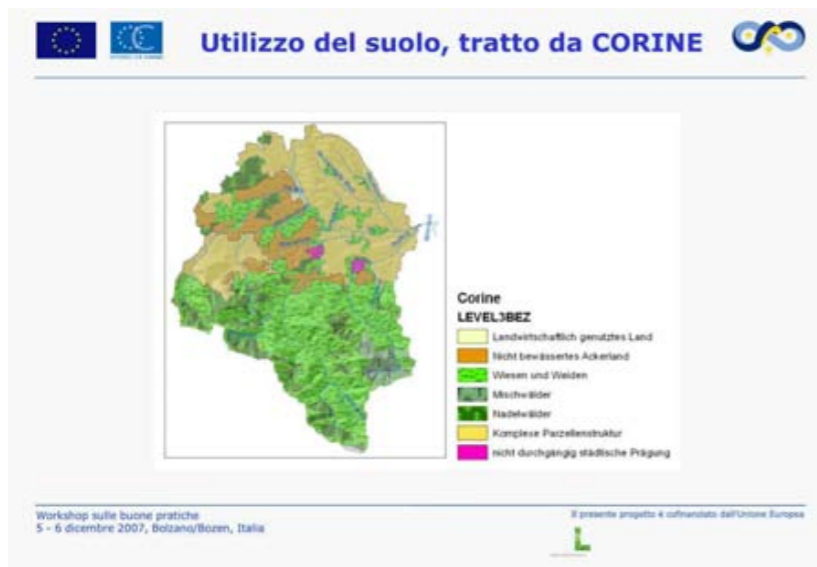 Utilizzo del suolo, tratto da CORINE
Corine
LEVEL3BEZ
Landwirtschaftlich genutztes Land
Nicht bewässertes Ackerland
Wiesen und Weiden
Mischwälder
Nadelwälder
Komplexe Parzellenstruktur
nicht durchgängig städtische Prägung
Workshop sulle buone pratiche
5 - 6 dicembre 2007, Bolzano/Bozen, Italia
Il presente progetto è cofinanziato dall'Unione Europea
L